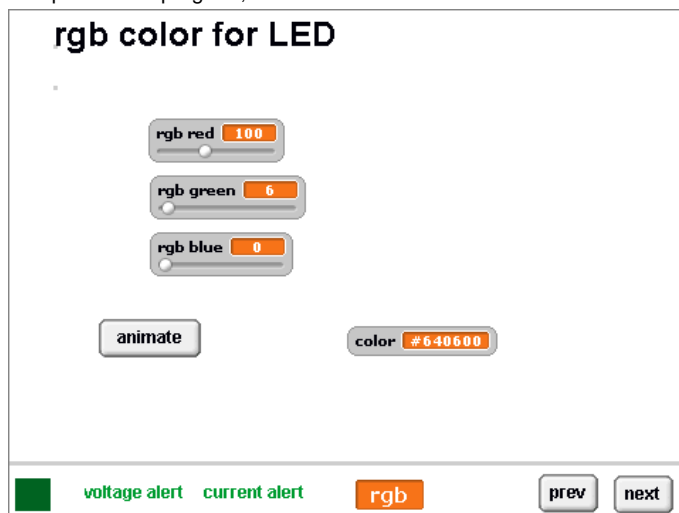 rgb color for LED
rgb red 100
rgb green 6
rgb blue 0
animate
color #640600
voltage alert current alert rgb prev next